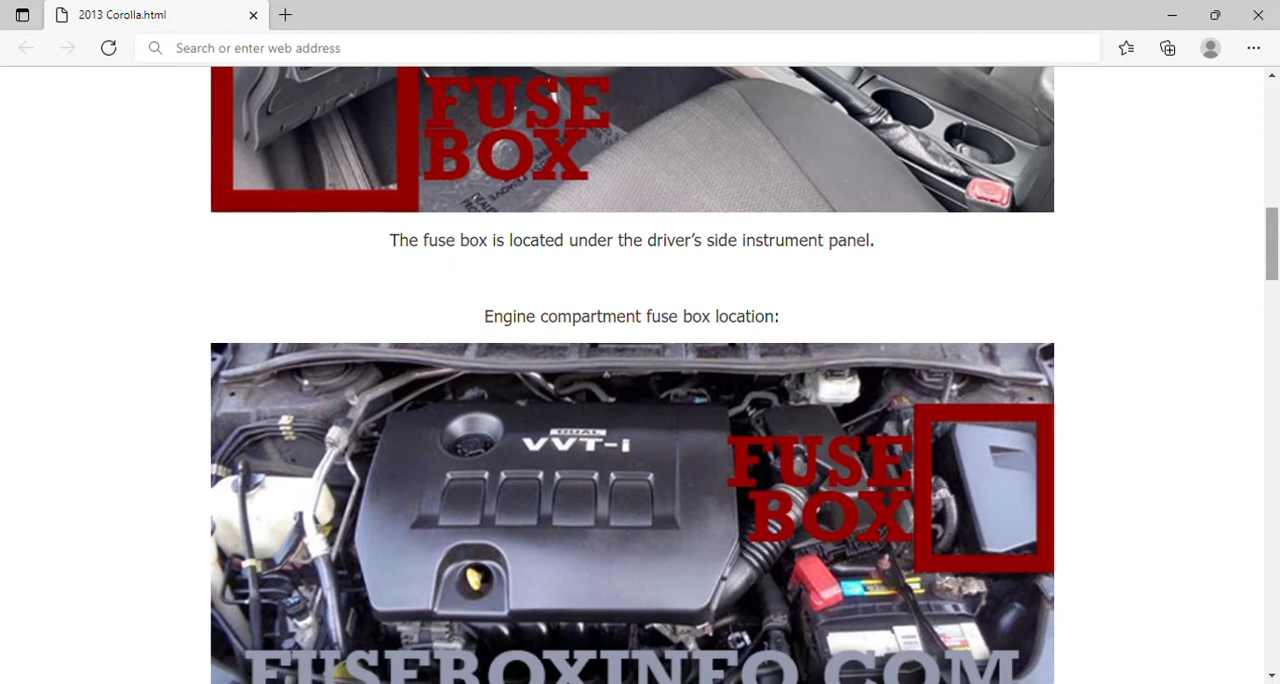 2013 Corolla.html
Search or enter web address
FUSE
BOX
The fuse box is located under the driver's side instrument panel.
Engine compartment fuse box location:
DUAL
VVT-i
FUSE
BOX
FUSEBOXINFO.COM